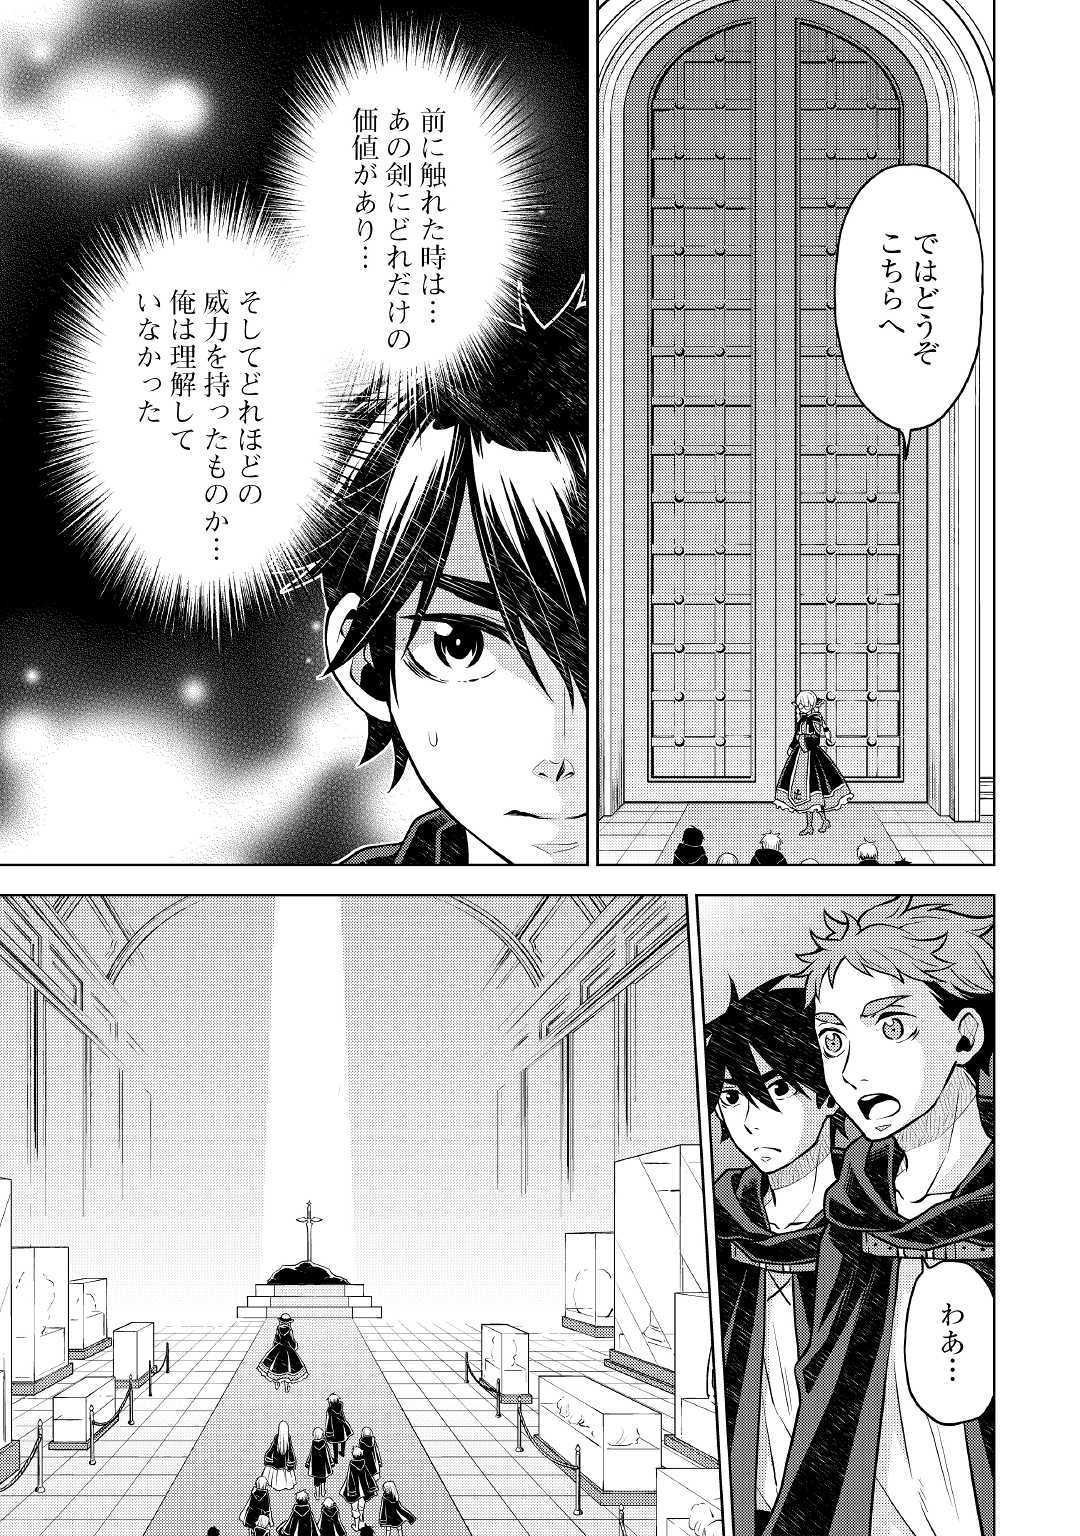 ではどうぞ
こちらへ
前に触れた時は…
あの剣にどれだけの
価値があり…
そしてどれほどの
威力を持ったものか…
俺は理解して
いなかった
わあ…